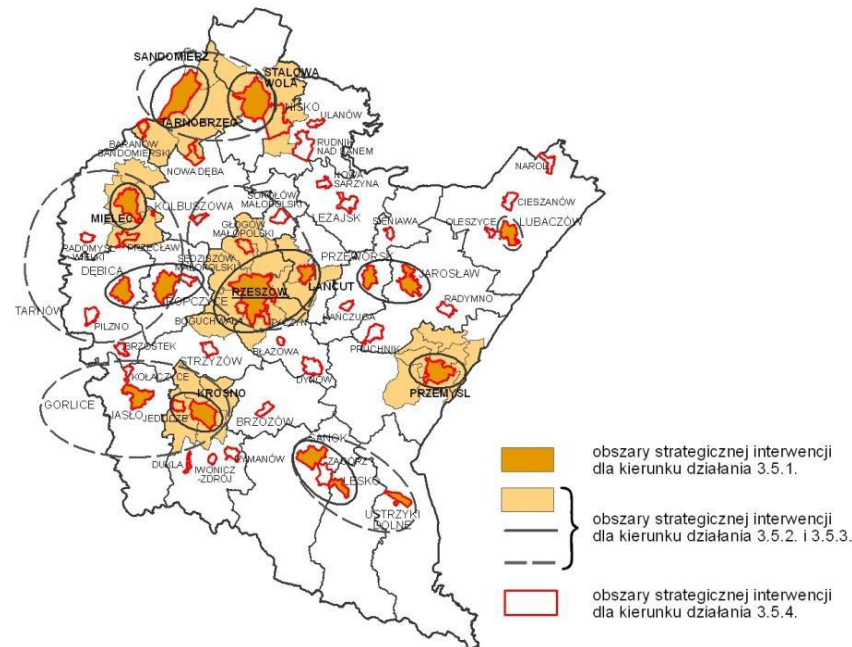 SANDOMIERZ
STALOWA
WOLA
NISKO
ULANÓW
TARNOBRZEG
RUDNIK
NAD SANEM
BARANÓW
SANDOMIERSKI
NOWA DĘBA
NAROL
NOWA
SARZYNA
CIESZANÓW
MIELEC
KOLBUSZOWA
SOKOŁÓW
MAŁOPOLSKI
LEŻAJSK
SIENIAWA
OLESZYCE
LUBACZÓW
GŁOGÓW
MAŁOPOLSKI
RADOMYŚL
WIELKI
PRZECŁAW
SĘDZISZÓW
MAŁOPOLSKI
PRZEWORSK
DĘBICA
JAROSŁAW
ROPCZYCE
RZESZÓW
ŁAŃCUT
TARNÓW
PILZNO
BOGUCHWAŁA
TYCZYN
KAŃCZUGA
RADYMNO
BRZOSTEK
STRZYŻÓW
BŁAŻOWA
PRUCHNIK
KOŁACZYCE
DYNÓW
GORLICE
KROSNO
PRZEMYŚL
JASŁO
JEDLICZE
BRZOZÓW
SANOK
DUKLA
IWONICZ
-ZDRÓJ
RYMANÓW
ZAGÓRZ
LESKO
USTRZYKI
DOLNE
obszary strategicznej interwencji
dla kierunku działania 3.5.1.
obszary strategicznej interwencji
dla kierunku działania 3.5.2. i 3.5.3.
obszary strategicznej interwencji
dla kierunku działania 3.5.4.